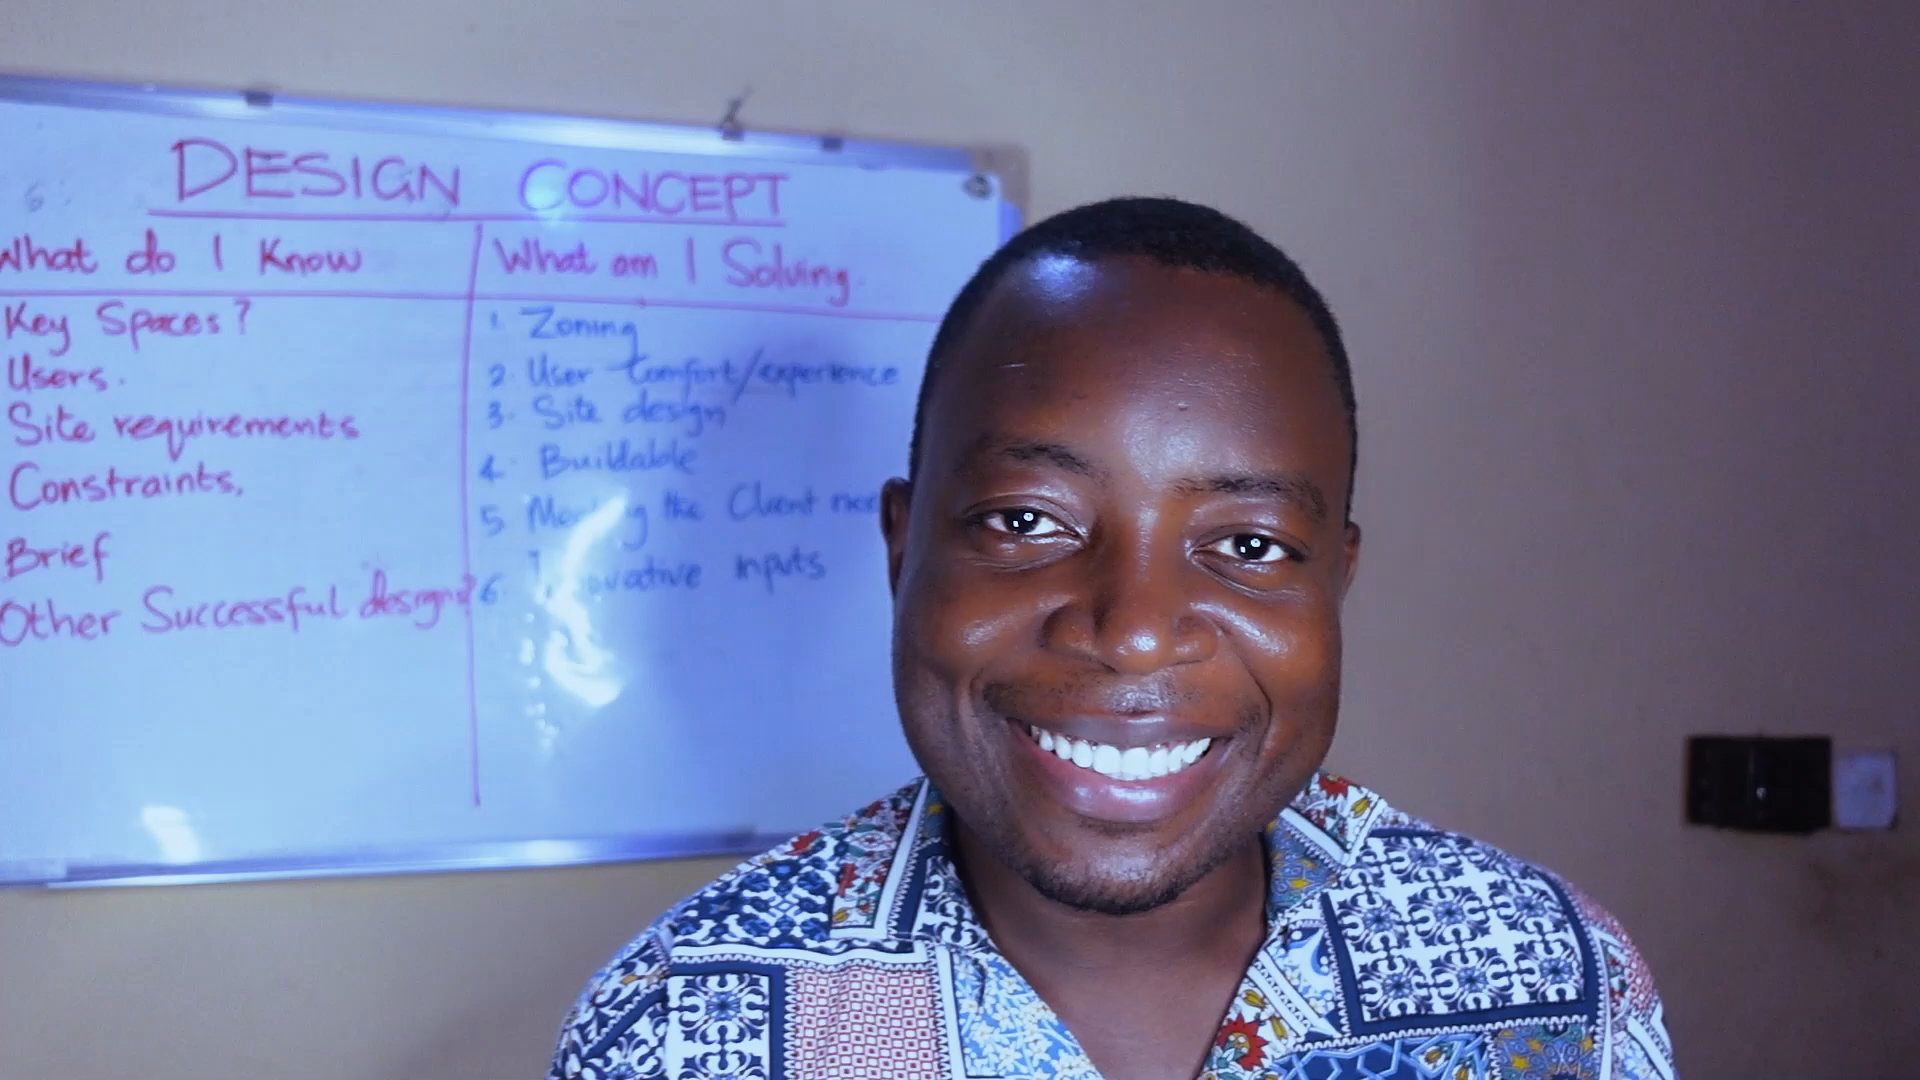 DESIGN CONCEPT
What do I Know
What am I Solving.
Key Spaces?
Users.
Site requirements
Constraints,
Brief
Other Successful designs?
1. Zoning
2. User Comfort/experience
3. Site design
4. Buildable
5 the Client
6 inputs